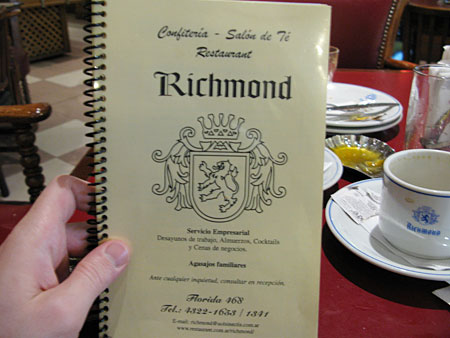 Confitería - Salón de Té
Restaurant
Richmond
Servicio Empresarial
Desayunos de trabajo, Almuerzos, Cocktails
y Cenas de negocios.
Agasajos familiares
Ante cualquier inquietud, consultar en recepción.
Florida 468
Tel.: 4322-1653 / 1341
Richmond